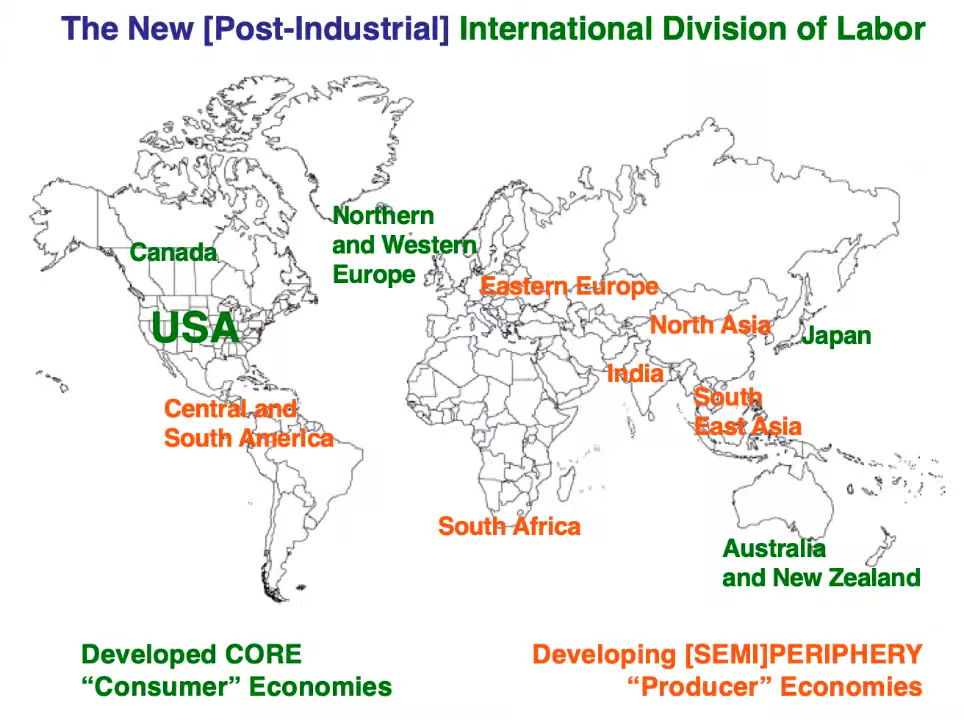 The New [Post-Industrial] International Division of Labor
Northern
and Western
Europe
Canada
Eastern Europe
USA
North Asia
Japan
India
South
East Asia
Central and
South America
South Africa
Australia
and New Zealand
Developed CORE
“Consumer” Economies
Developing [SEMI]PERIPHERY
“Producer” Economies